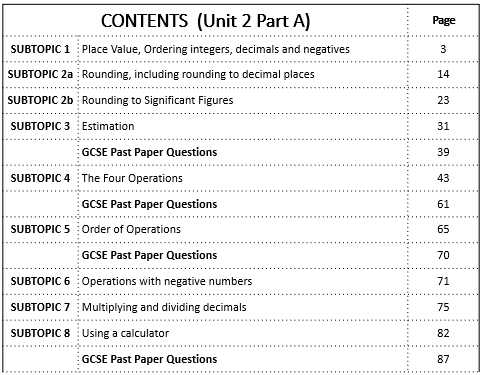 CONTENTS (Unit 2 Part A) Page
SUBTOPIC 1 Place Value, Ordering integers, decimals and negatives 3
SUBTOPIC 2a Rounding, including rounding to decimal places 14
SUBTOPIC 2b Rounding to Significant Figures 23
SUBTOPIC 3 Estimation 31
GCSE Past Paper Questions 39
SUBTOPIC 4 The Four Operations 43
GCSE Past Paper Questions 61
SUBTOPIC 5 Order of Operations 65
GCSE Past Paper Questions 70
SUBTOPIC 6 Operations with negative numbers 71
SUBTOPIC 7 Multiplying and dividing decimals 75
SUBTOPIC 8 Using a calculator 82
GCSE Past Paper Questions 87